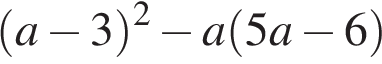 (a − 3)² − a(5a − 6)